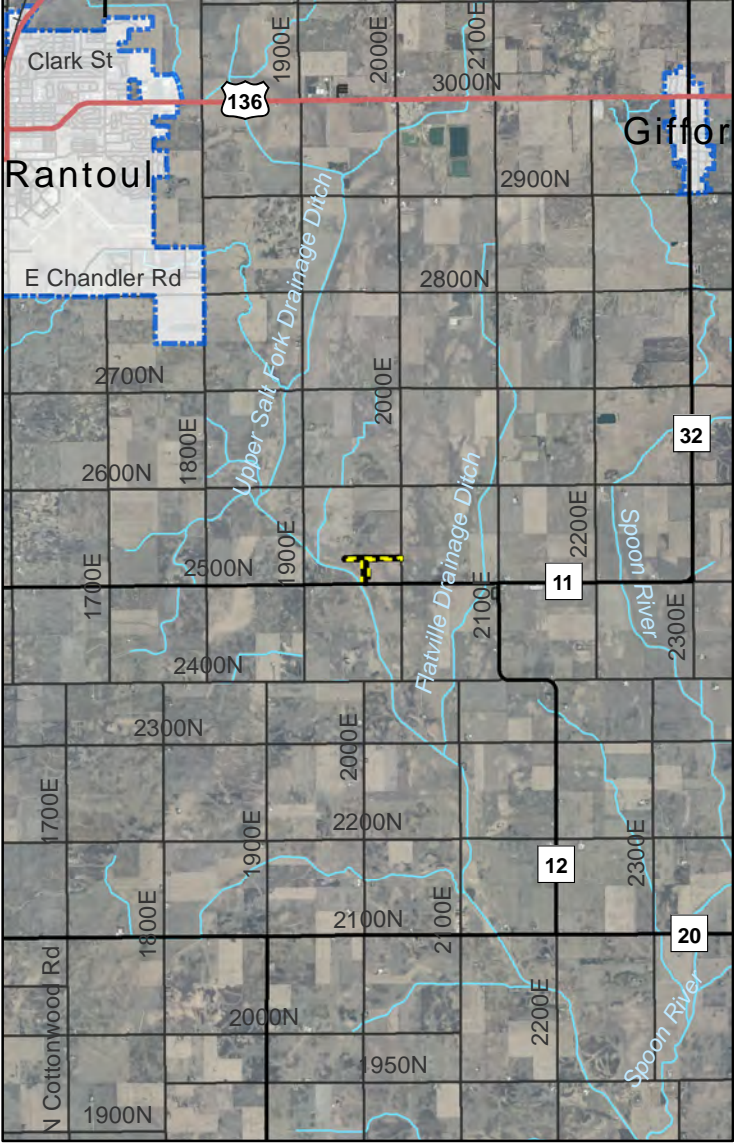 2100E
1900E
2000E
Clark St
3000N
136
Giffor
Rantoul
2900N
Upper Salt Fork Drainage Ditch
E Chandler Rd
2800N
2700N
2000E
32
1800E
2600N
Flatville Drainage Ditch
2200E
Spoon River
1900E
2500N
11
1700E
2100E
2300E
2400N
2300N
2000E
1700E
2200N
1900E
2300E
12
2100E
1800E
2100N
20
N Cottonwood Rd
2200E
2000N
Spoon River
1950N
1900N